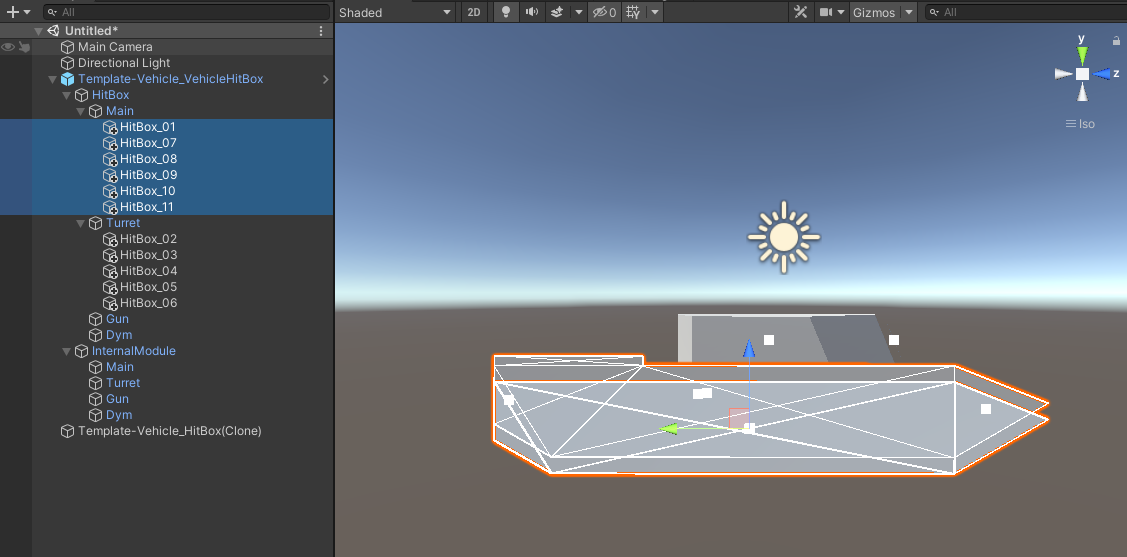 All
Shaded
2D
0
Gizmos
All
Untitled*
Main Camera
Directional Light
Template-Vehicle_VehicleHitBox
HitBox
Main
HitBox_01
HitBox_07
HitBox_08
HitBox_09
HitBox_10
HitBox_11
Turret
HitBox_02
HitBox_03
HitBox_04
HitBox_05
HitBox_06
Gun
Dym
InternalModule
Main
Turret
Gun
Dym
Template-Vehicle_HitBox(Clone)
y
z
Iso